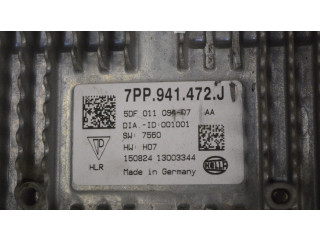 7PP.941.472.J
5DF 011 094-07 AA
DIA.-ID:001001
SW: 7560
HW: H07
150824 13003344
HLR
Made in Germany
HELLA